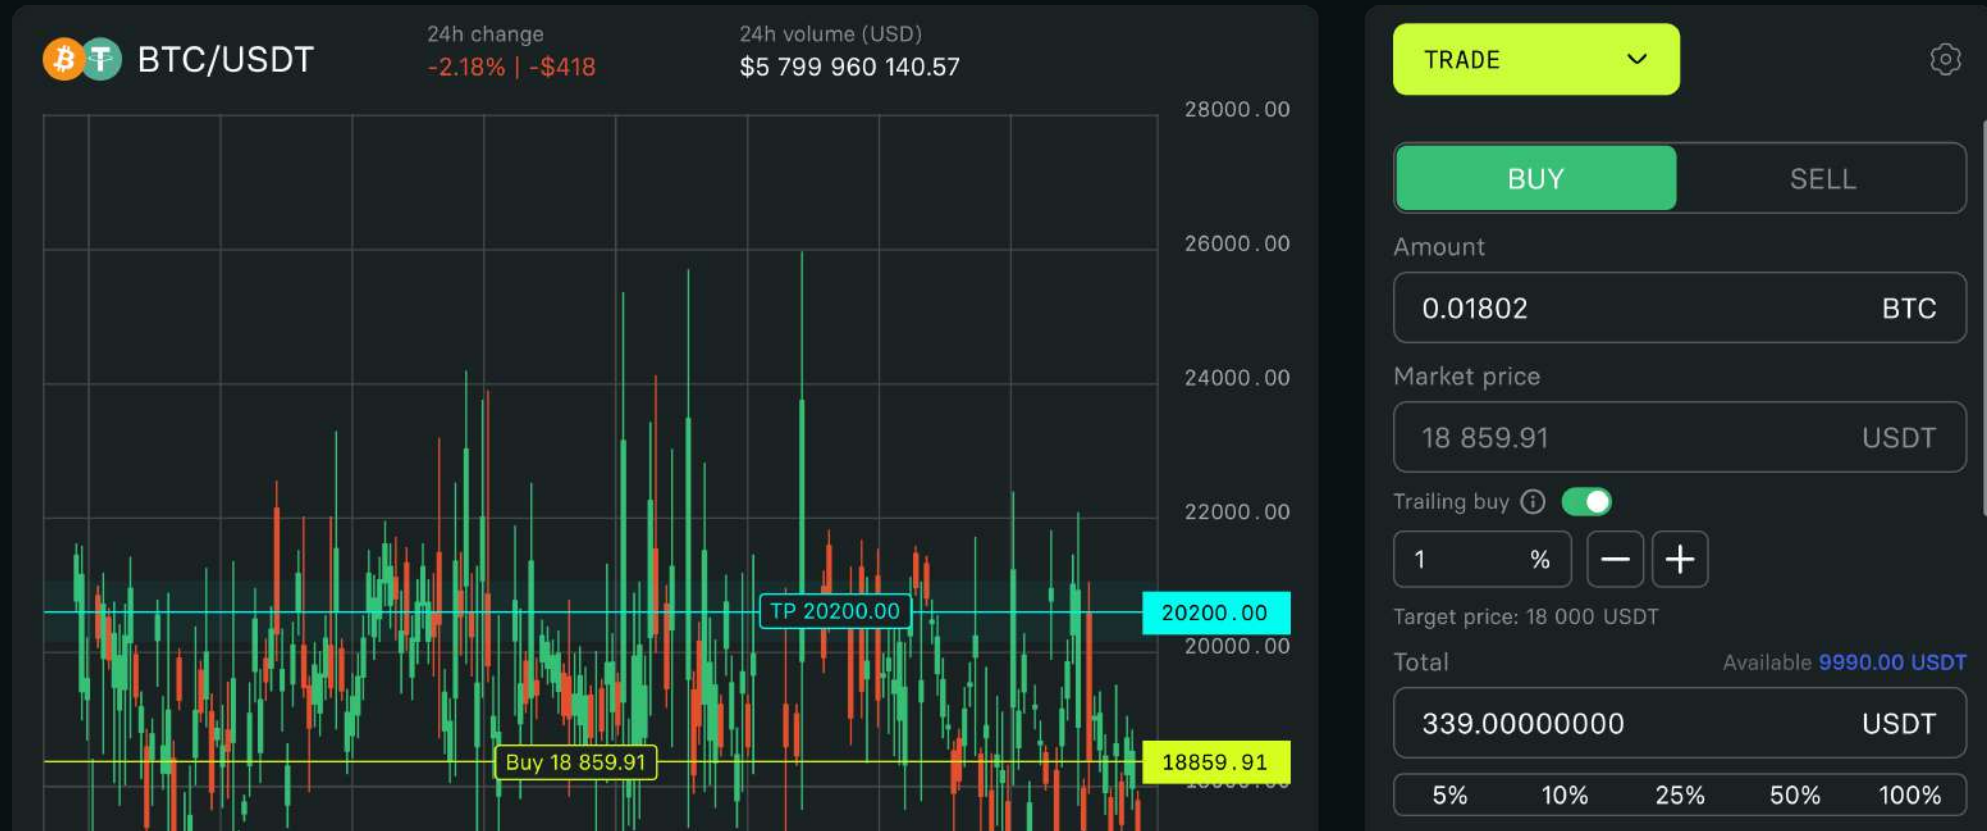 BTC/USDT
24h change
-2.18% | -$418
24h volume (USD)
$5 799 960 140.57
28000.00
26000.00
24000.00
22000.00
TP 20200.00
20200.00
20000.00
Buy 18 859.91
18859.91
TRADE
BUY
SELL
Amount
0.01802
BTC
Market price
18 859.91
USDT
Trailing buy
1
%
Target price: 18 000 USDT
Total
Available 9990.00 USDT
339.00000000
USDT
5%
10%
25%
50%
100%